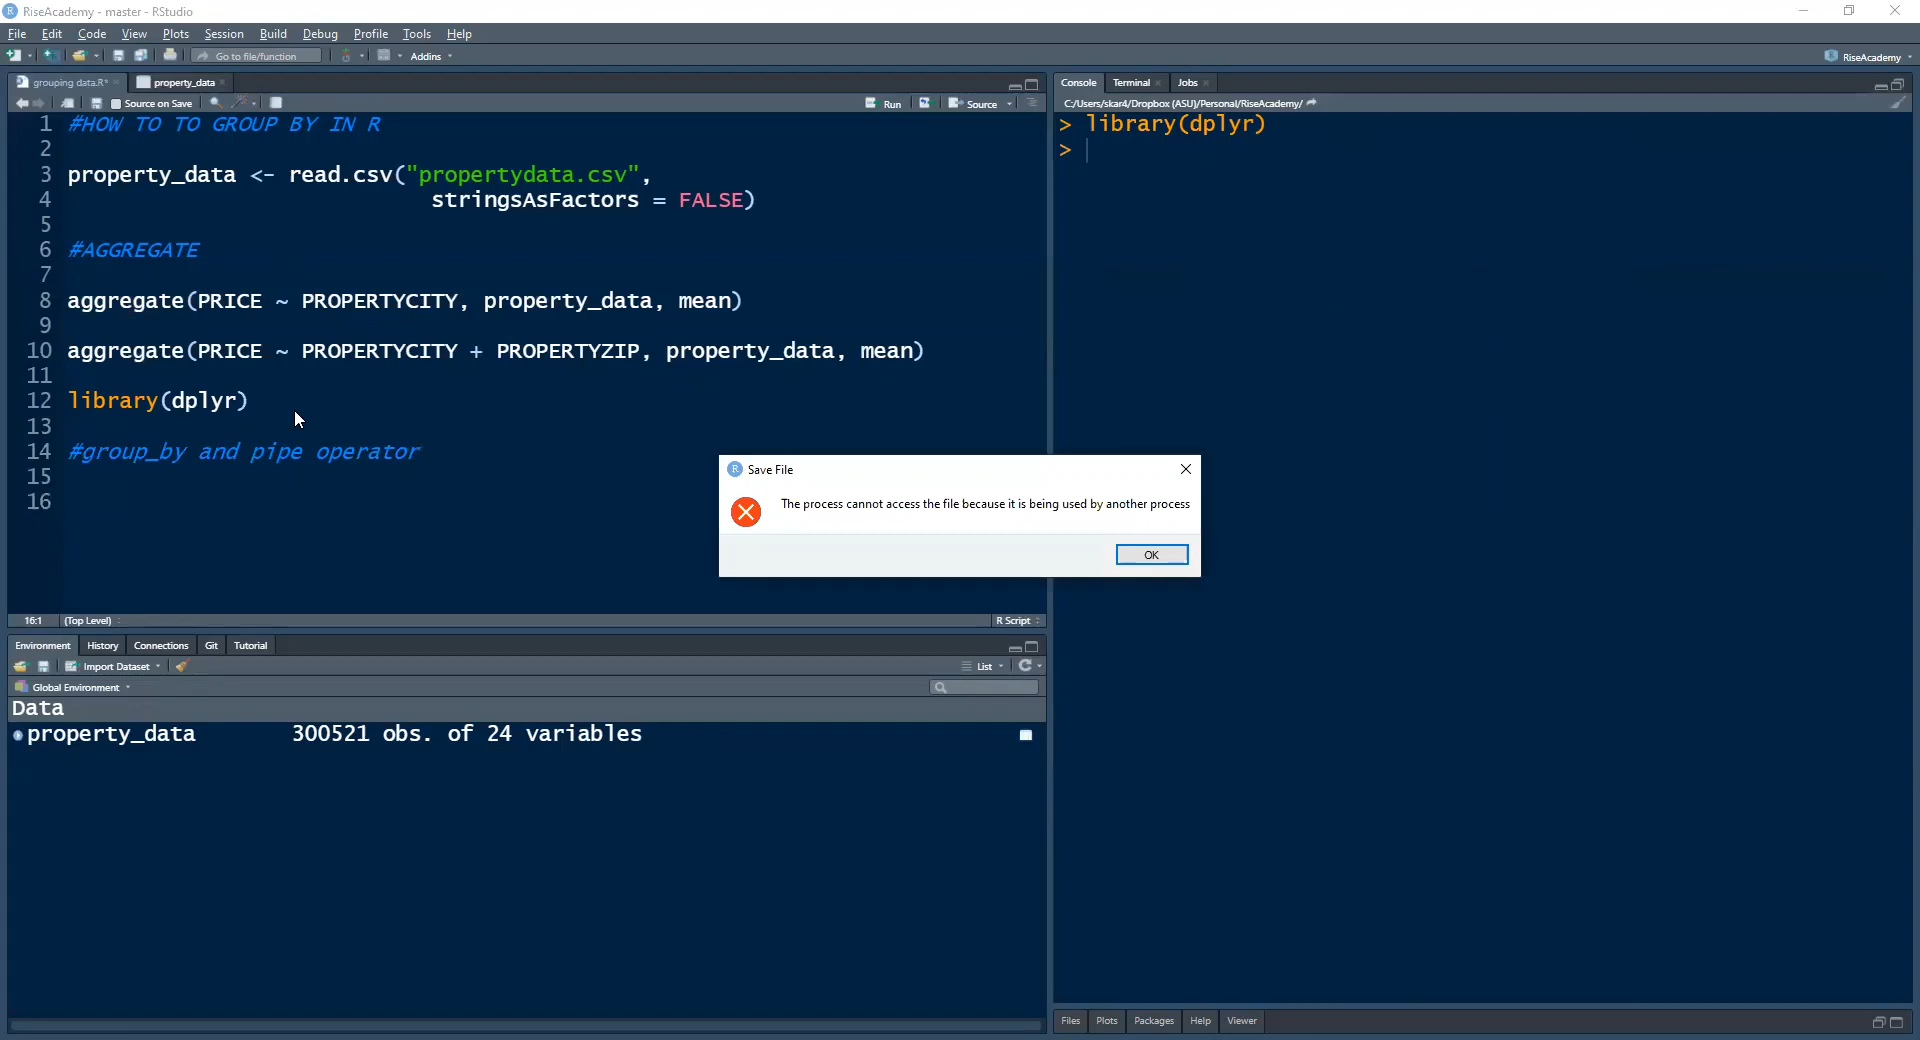 RiseAcademy - master - RStudio
File Edit Code View Plots Session Build Debug Profile Tools Help
Go to file/function Addins RiseAcademy
grouping data.R* property_data
Source on Save Run Source
1 #HOW TO TO GROUP BY IN R
2
3 property_data <- read.csv("propertydata.csv",
4 stringsAsFactors = FALSE)
5
6 #AGGREGATE
7
8 aggregate(PRICE ~ PROPERTYCITY, property_data, mean)
9
10 aggregate(PRICE ~ PROPERTYCITY + PROPERTYZIP, property_data, mean)
11
12 library(dplyr)
13
14 #group_by and pipe operator
15
16
16:1 (Top Level) R Script
Console Terminal Jobs
C:/Users/skar4/Dropbox (ASU)/Personal/RiseAcademy/
> library(dplyr)
>
Save File
The process cannot access the file because it is being used by another process
OK
Environment History Connections Git Tutorial
Import Dataset List
Global Environment
Data
property_data 300521 obs. of 24 variables
Files Plots Packages Help Viewer